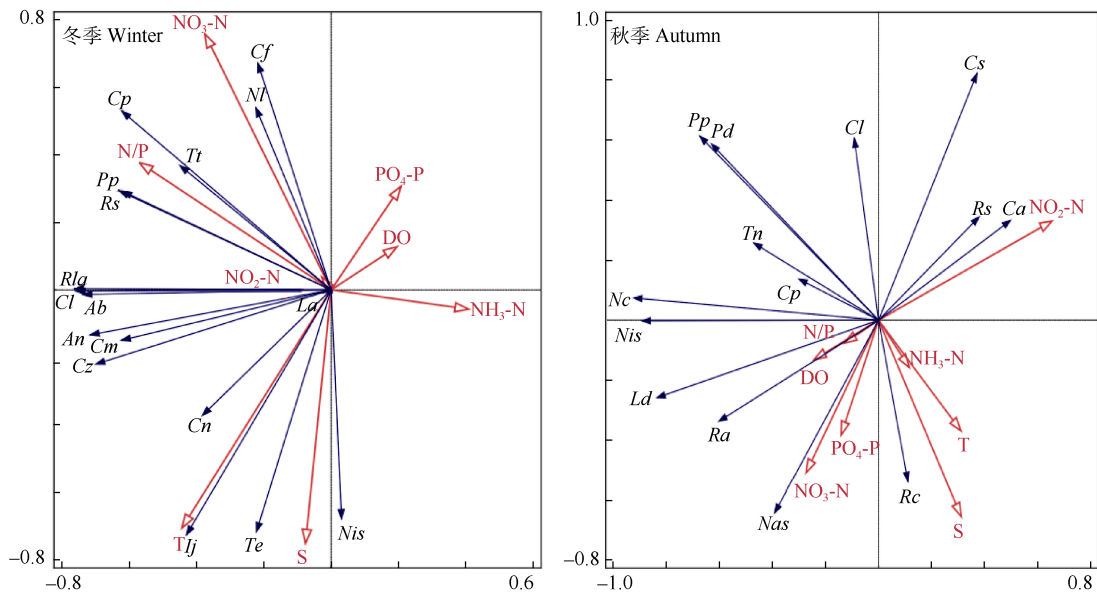 0.8
冬季 Winter
NO₃-N
Cf
Nl
Cp
N/P
Tt
Pp
Rs
PO₄-P
DO
NO₂-N
Rla
Cl
Ab
La
NH₃-N
An
Cm
Cz
Cn
T
Ij
Te
S
Nis
–0.8
–0.8
0.6
1.0
秋季 Autumn
Cs
Pp
Pd
Cl
Rs
Ca
NO₂-N
Tn
Cp
Nc
Nis
N/P
DO
NH₃-N
Ld
Ra
PO₄-P
T
NO₃-N
Nas
Rc
S
–0.8
–1.0
0.8